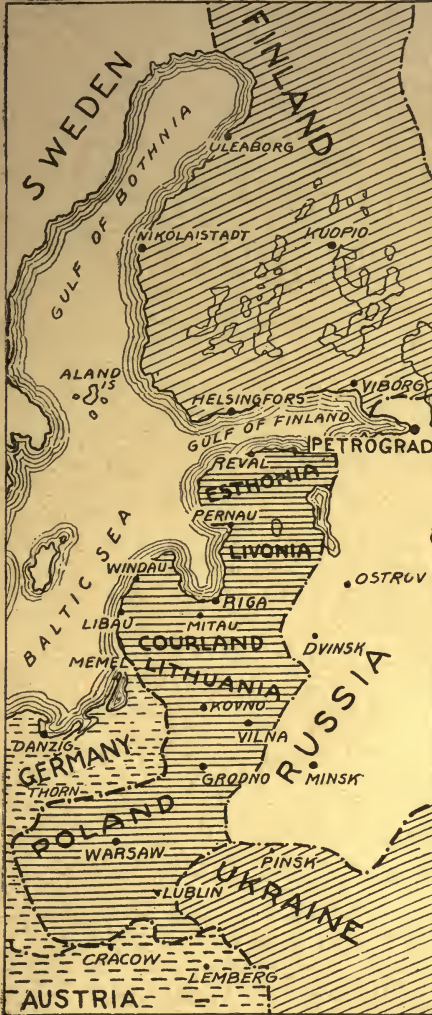 SWEDEN
FINLAND
GULF OF BOTHNIA
ULEABORG
NIKOLAISTADT
KUOPIO
ALAND
IS
VIBORG
HELSINGFORS
GULF OF FINLAND
PETROGRAD
REVAL
ESTHONIA
PERNAU
LIVONIA
BALTIC SEA
WINDAU
OSTROV
RIGA
LIBAU
MITAU
COURLAND
DVINSK
MEMEL
LITHUANIA
RUSSIA
KOVNO
VILNA
DANZIG
GERMANY
GRODNO
MINSK
THORN
POLAND
WARSAW
PINSK
UKRAINE
LUBLIN
CRACOW
LEMBERG
AUSTRIA